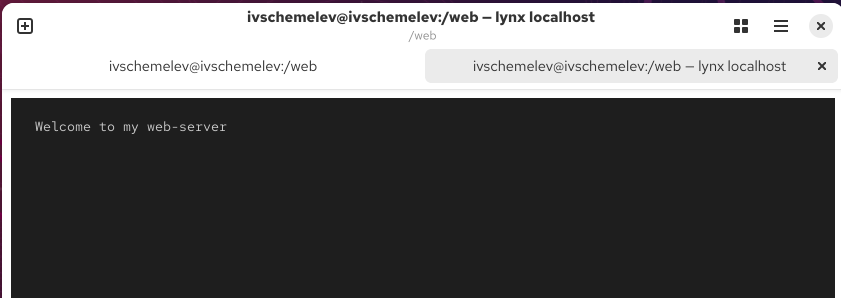 ivschemelev@ivschemelev:/web — lynx localhost
/web
ivschemelev@ivschemelev:/web
ivschemelev@ivschemelev:/web — lynx localhost
Welcome to my web-server